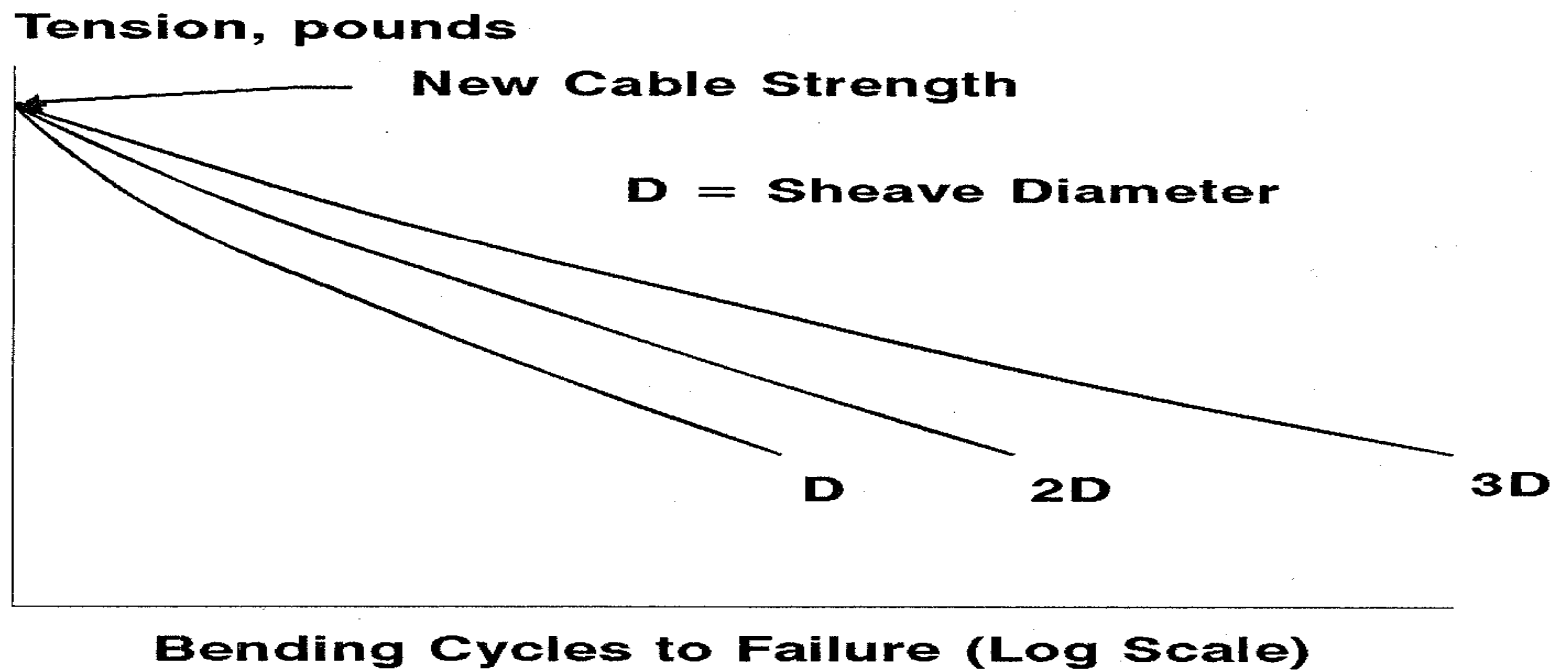 Tension, pounds
New Cable Strength
D = Sheave Diameter
D
2D
3D
Bending Cycles to Failure (Log Scale)